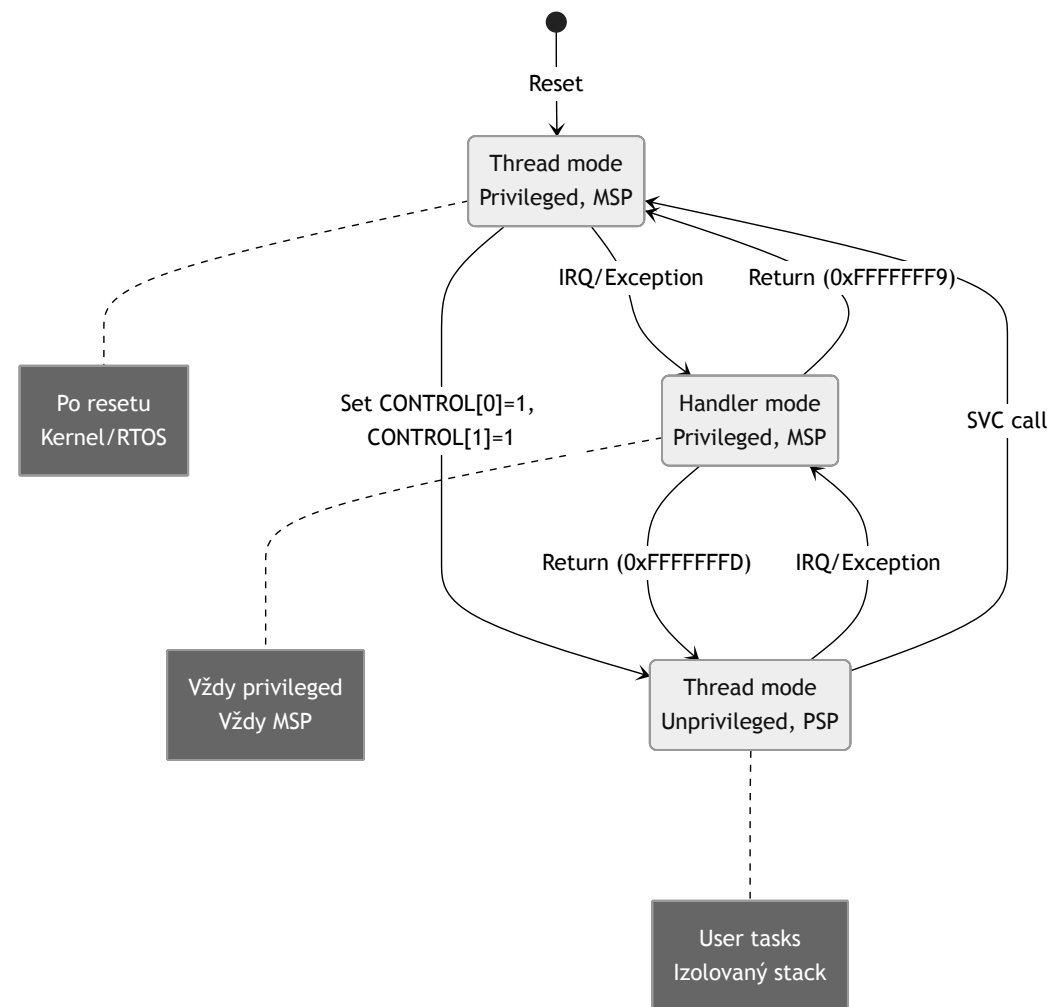 Reset
Thread mode
Privileged, MSP
IRQ/Exception
Return (0xFFFFFFF9)
Po resetu
Kernel/RTOS
Set CONTROL[0]=1,
CONTROL[1]=1
Handler mode
Privileged, MSP
SVC call
Return (0xFFFFFFFD)
IRQ/Exception
Vždy privileged
Vždy MSP
Thread mode
Unprivileged, PSP
User tasks
Izolovaný stack